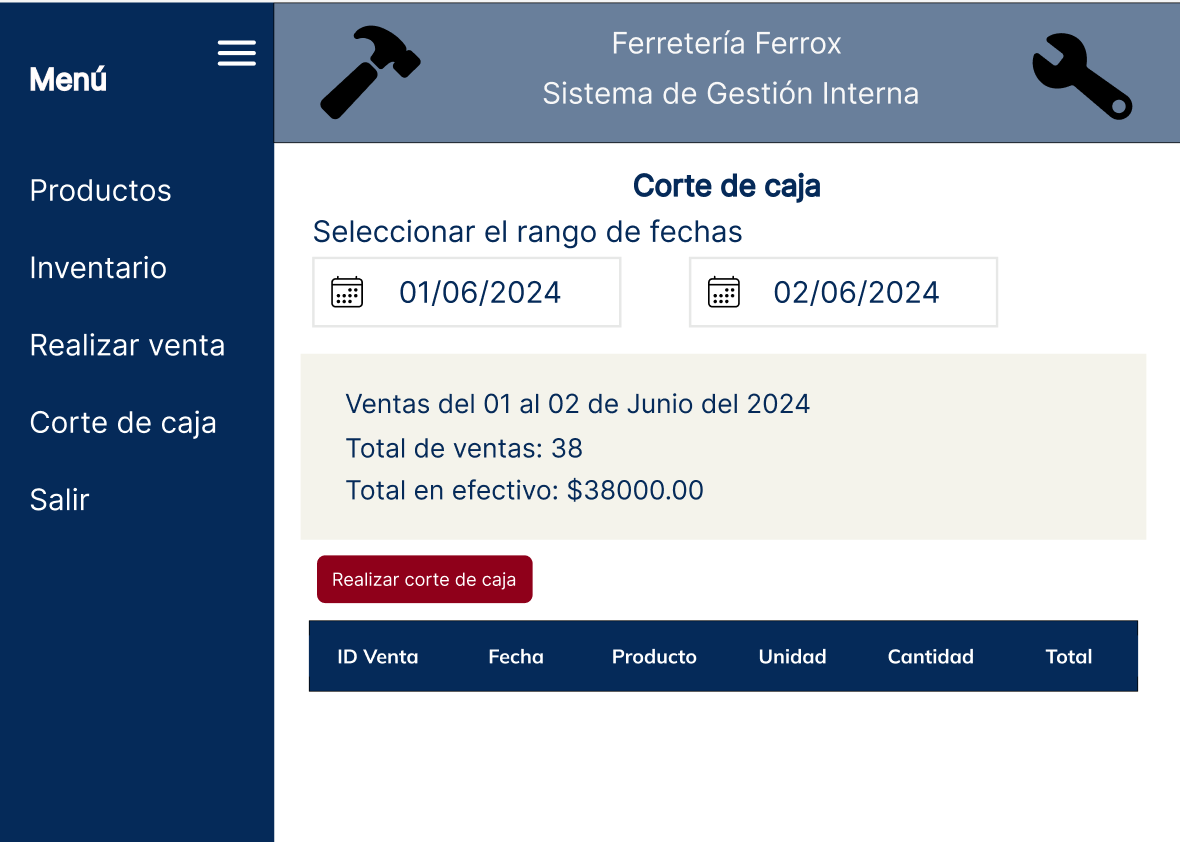 Menú
Productos
Inventario
Realizar venta
Corte de caja
Salir
Ferretería Ferrox
Sistema de Gestión Interna
Corte de caja
Seleccionar el rango de fechas
01/06/2024 02/06/2024
Ventas del 01 al 02 de Junio del 2024
Total de ventas: 38
Total en efectivo: $38000.00
Realizar corte de caja
ID Venta Fecha Producto Unidad Cantidad Total